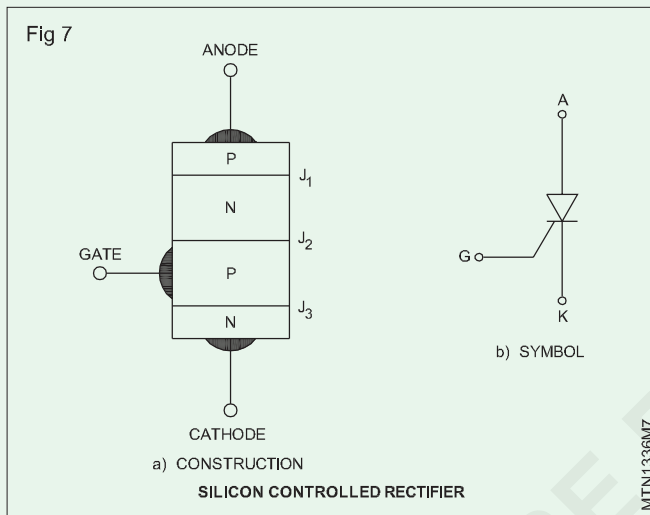 Fig 7
ANODE
P
J1
N
J2
GATE
P
J3
N
CATHODE
a) CONSTRUCTION
A
G
K
b) SYMBOL
SILICON CONTROLLED RECTIFIER
MTN1336M7